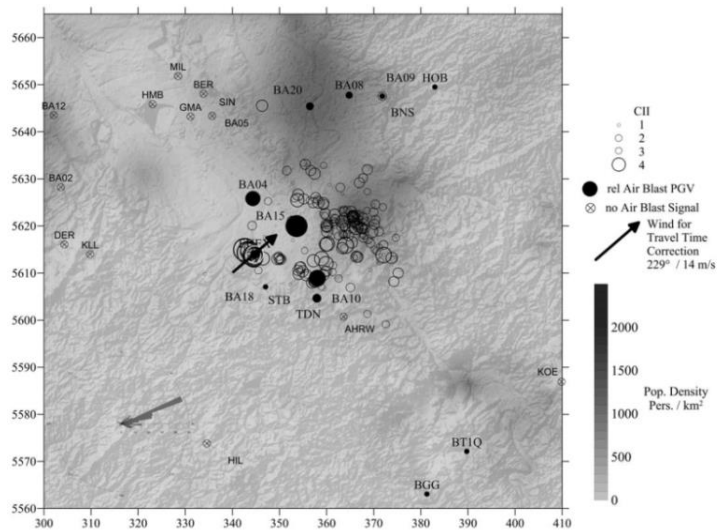 5660
5650
5640
5630
5620
5610
5600
5590
5580
5570
5560
300 310 320 330 340 350 360 370 380 390 400 410
MIL
BER
HMB
SIN
GMA
BA05
BA12
BA20
BA08
BA09
HOB
BNS
BA02
BA04
BA15
DER
KLL
BA18
STB
BA10
TDN
AHRW
KOE
HIL
BT1Q
BGG
CII
1
2
3
4
rel Air Blast PGV
no Air Blast Signal
Wind for
Travel Time
Correction
229° / 14 m/s
2000
1500
1000
500
0
Pop. Density
Pers. / km²